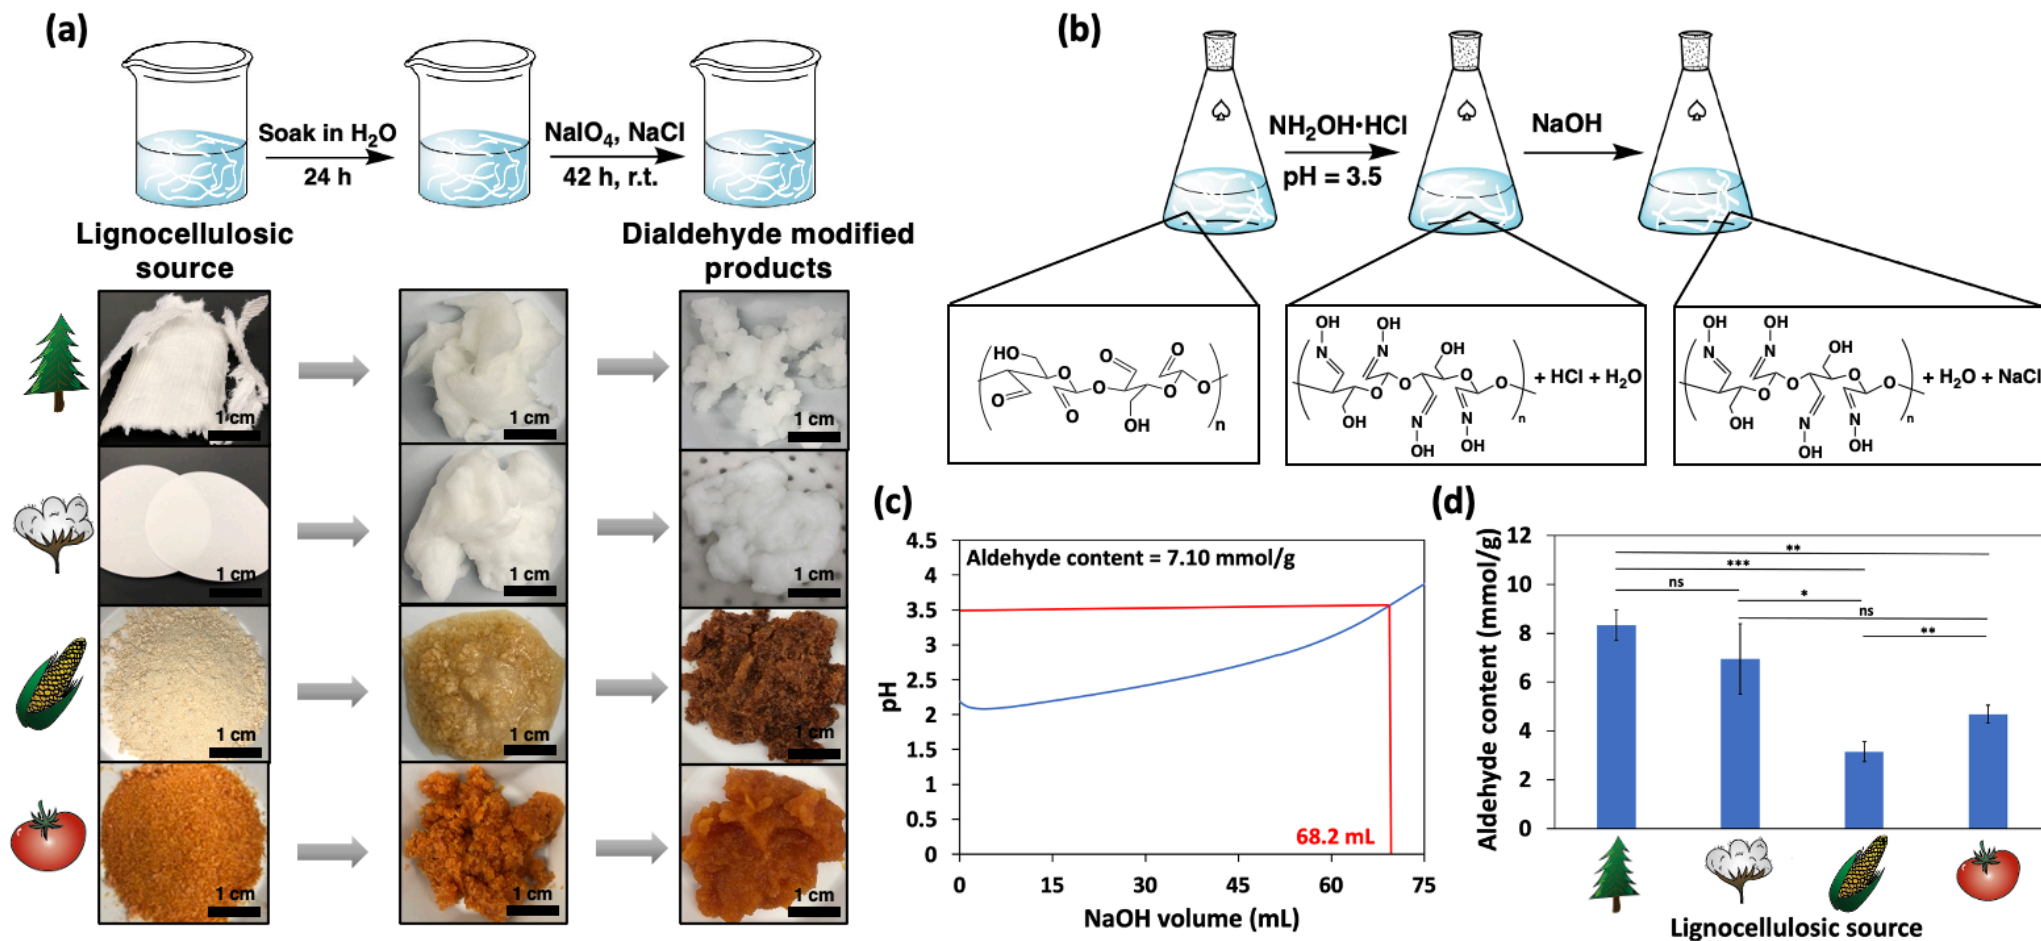 (a)
Soak in H₂O
24 h
NaIO₄, NaCl
42 h, r.t.
Lignocellulosic
source
Dialdehyde modified
products
1 cm
1 cm
1 cm
1 cm
1 cm
1 cm
1 cm
1 cm
1 cm
1 cm
1 cm
1 cm
(b)
NH₂OH·HCl
pH = 3.5
NaOH
HO
O
O
O
O
O
O
O
O
OH
n
OH
OH
N
N
OH
O
O
O
O
OH
N
N
OH
OH
n
+ HCl + H₂O
OH
OH
N
N
OH
O
O
O
O
OH
N
N
OH
OH
n
+ H₂O + NaCl
(c)
Aldehyde content = 7.10 mmol/g
4.5
4
3.5
3
2.5
2
1.5
1
0.5
0
pH
68.2 mL
0 15 30 45 60 75
NaOH volume (mL)
(d)
Aldehyde content (mmol/g)
12
10
8
6
4
2
0
**
***
ns
*
ns
**
Lignocellulosic source